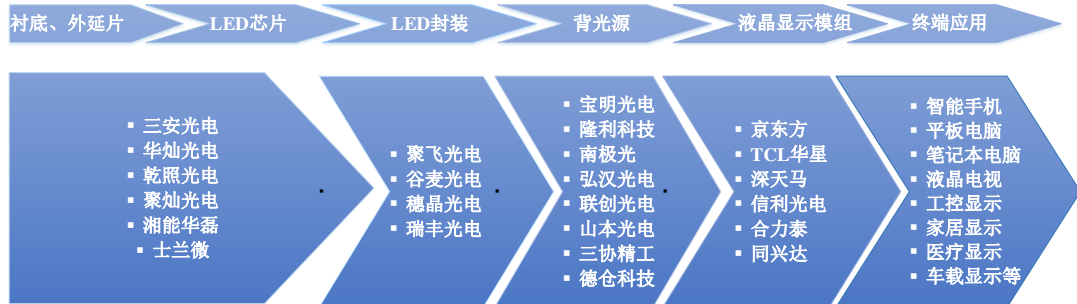 衬底、外延片
LED芯片
LED封装
背光源
液晶显示模组
终端应用
▪ 三安光电
▪ 华灿光电
▪ 乾照光电
▪ 聚灿光电
▪ 湘能华磊
▪ 士兰微
▪ 聚飞光电
▪ 谷麦光电
▪ 穗晶光电
▪ 瑞丰光电
▪ 宝明光电
▪ 隆利科技
▪ 南极光
▪ 弘汉光电
▪ 联创光电
▪ 山本光电
▪ 三协精工
▪ 德仓科技
▪ 京东方
▪ TCL华星
▪ 深天马
▪ 信利光电
▪ 合力泰
▪ 同兴达
▪ 智能手机
▪ 平板电脑
▪ 笔记本电脑
▪ 液晶电视
▪ 工控显示
▪ 家居显示
▪ 医疗显示
▪ 车载显示等